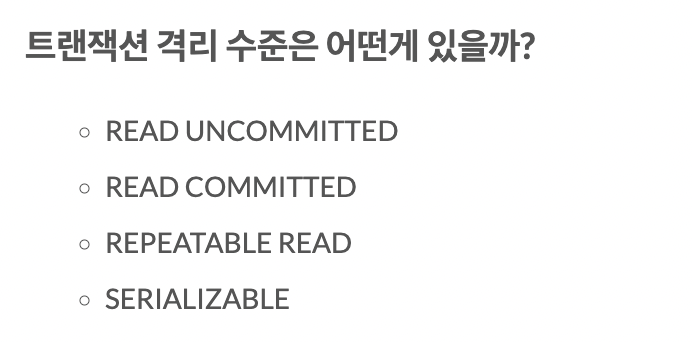 트랜잭션 격리 수준은 어떤게 있을까?
READ UNCOMMITTED
READ COMMITTED
REPEATABLE READ
SERIALIZABLE